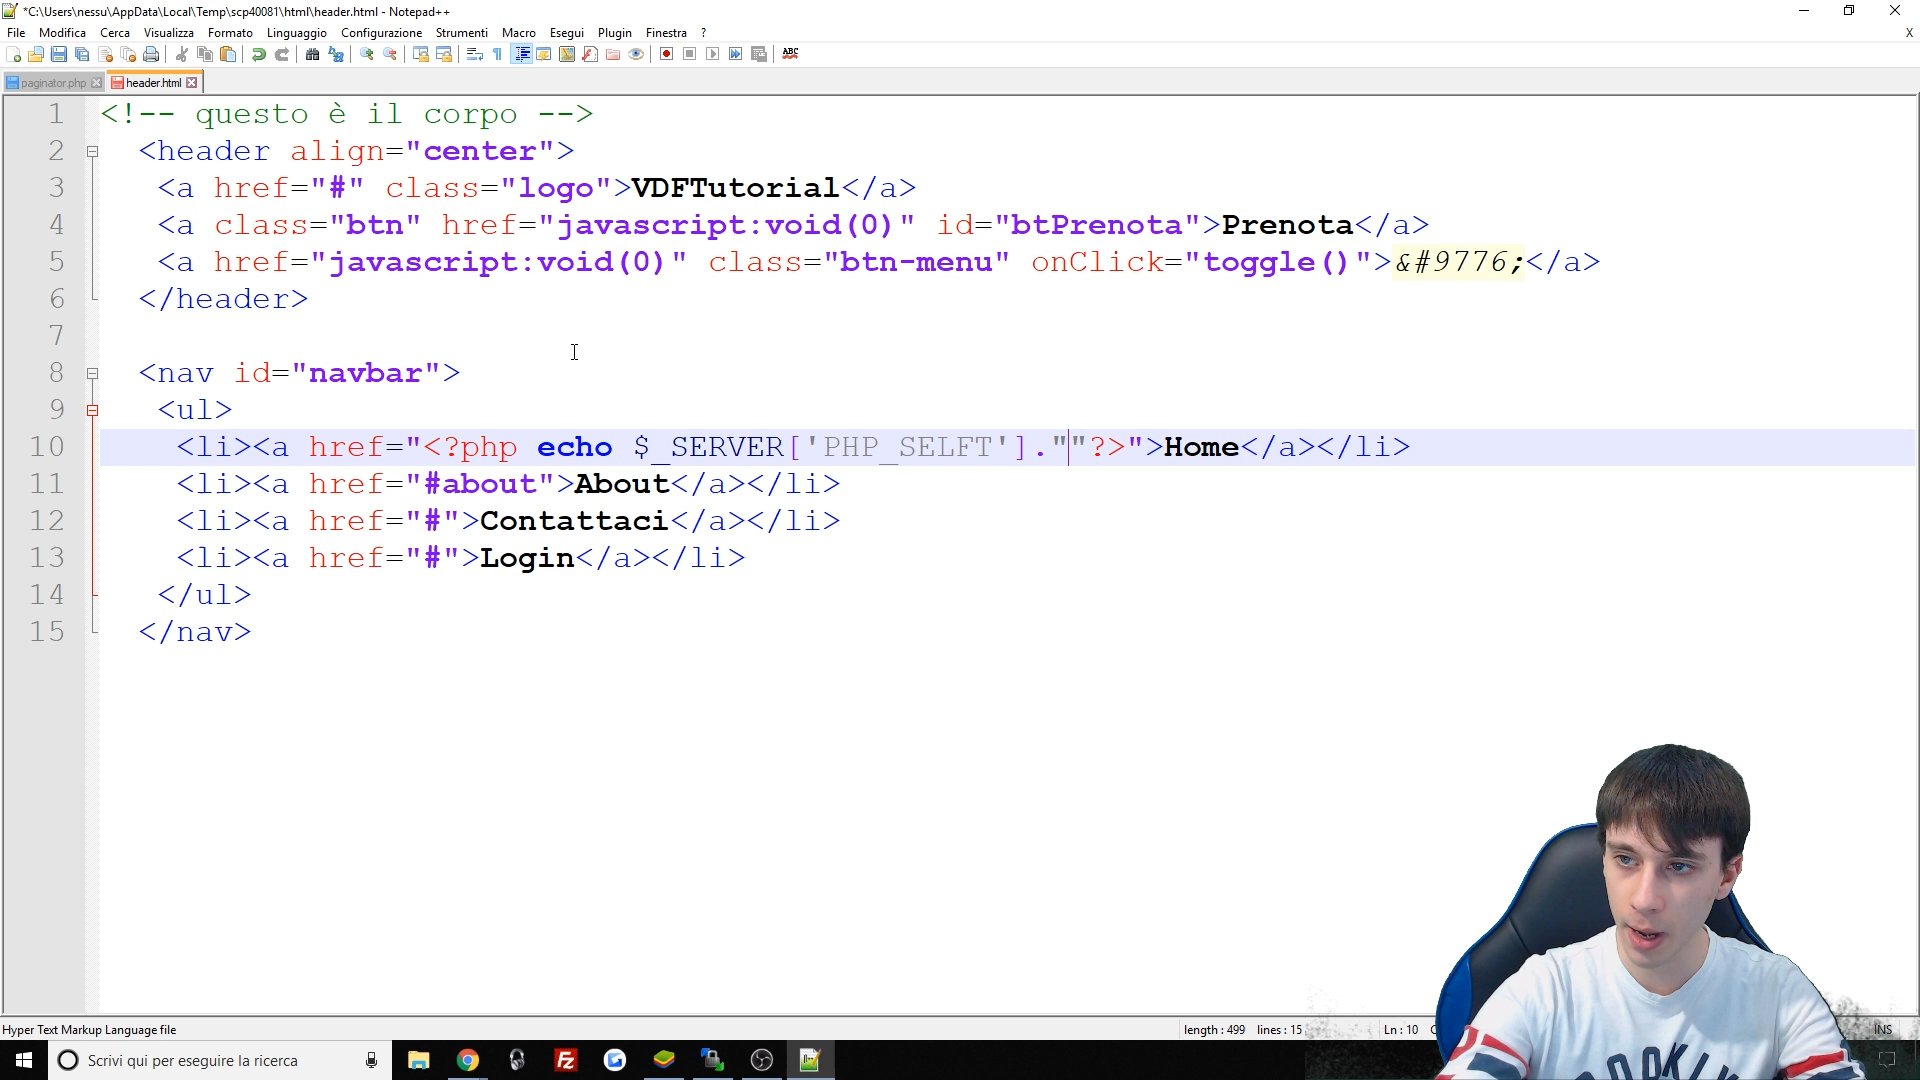 *C:\Users\nessu\AppData\Local\Temp\scp40081\html\header.html - Notepad++
File Modifica Cerca Visualizza Formato Linguaggio Configurazione Strumenti Macro Esegui Plugin Finestra ? X
ABC
paginator.php header.html
1 <!-- questo è il corpo -->
2 <header align="center">
3 <a href="#" class="logo">VDFTutorial</a>
4 <a class="btn" href="javascript:void(0)" id="btPrenota">Prenota</a>
5 <a href="javascript:void(0)" class="btn-menu" onClick="toggle()">&#9776;</a>
6 </header>
7
8 <nav id="navbar">
9 <ul>
10 <li><a href="<?php echo $_SERVER['PHP_SELFT'].""?>">Home</a></li>
11 <li><a href="#about">About</a></li>
12 <li><a href="#">Contattaci</a></li>
13 <li><a href="#">Login</a></li>
14 </ul>
15 </nav>
Hyper Text Markup Language file length : 499 lines : 15 Ln : 10 INS
Scrivi qui per eseguire la ricerca